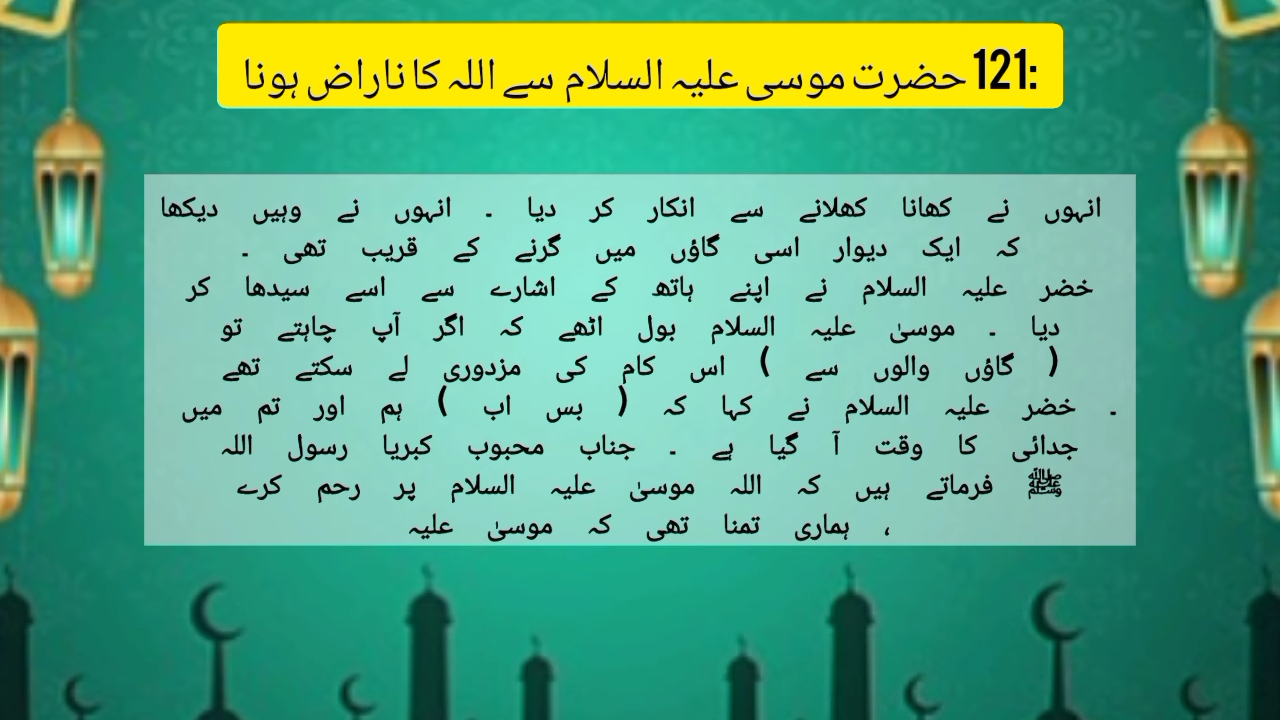 121: حضرت موسی علیہ السلام سے اللہ کا ناراض ہونا
انہوں نے کھانا کھلانے سے انکار کر دیا ۔ انہوں نے وہیں دیکھا
کہ ایک دیوار اسی گاؤں میں گرنے کے قریب تھی ۔
خضر علیہ السلام نے اپنے ہاتھ کے اشارے سے اسے سیدھا کر
دیا ۔ موسیٰ علیہ السلام بول اٹھے کہ اگر آپ چاہتے تو
( گاؤں والوں سے ) اس کام کی مزدوری لے سکتے تھے
۔ خضر علیہ السلام نے کہا کہ ( بس اب ) ہم اور تم میں
جدائی کا وقت آ گیا ہے ۔ جناب محبوب کبریا رسول اللہ
ﷺ فرماتے ہیں کہ اللہ موسیٰ علیہ السلام پر رحم کرے
، ہماری تمنا تھی کہ موسیٰ علیہ